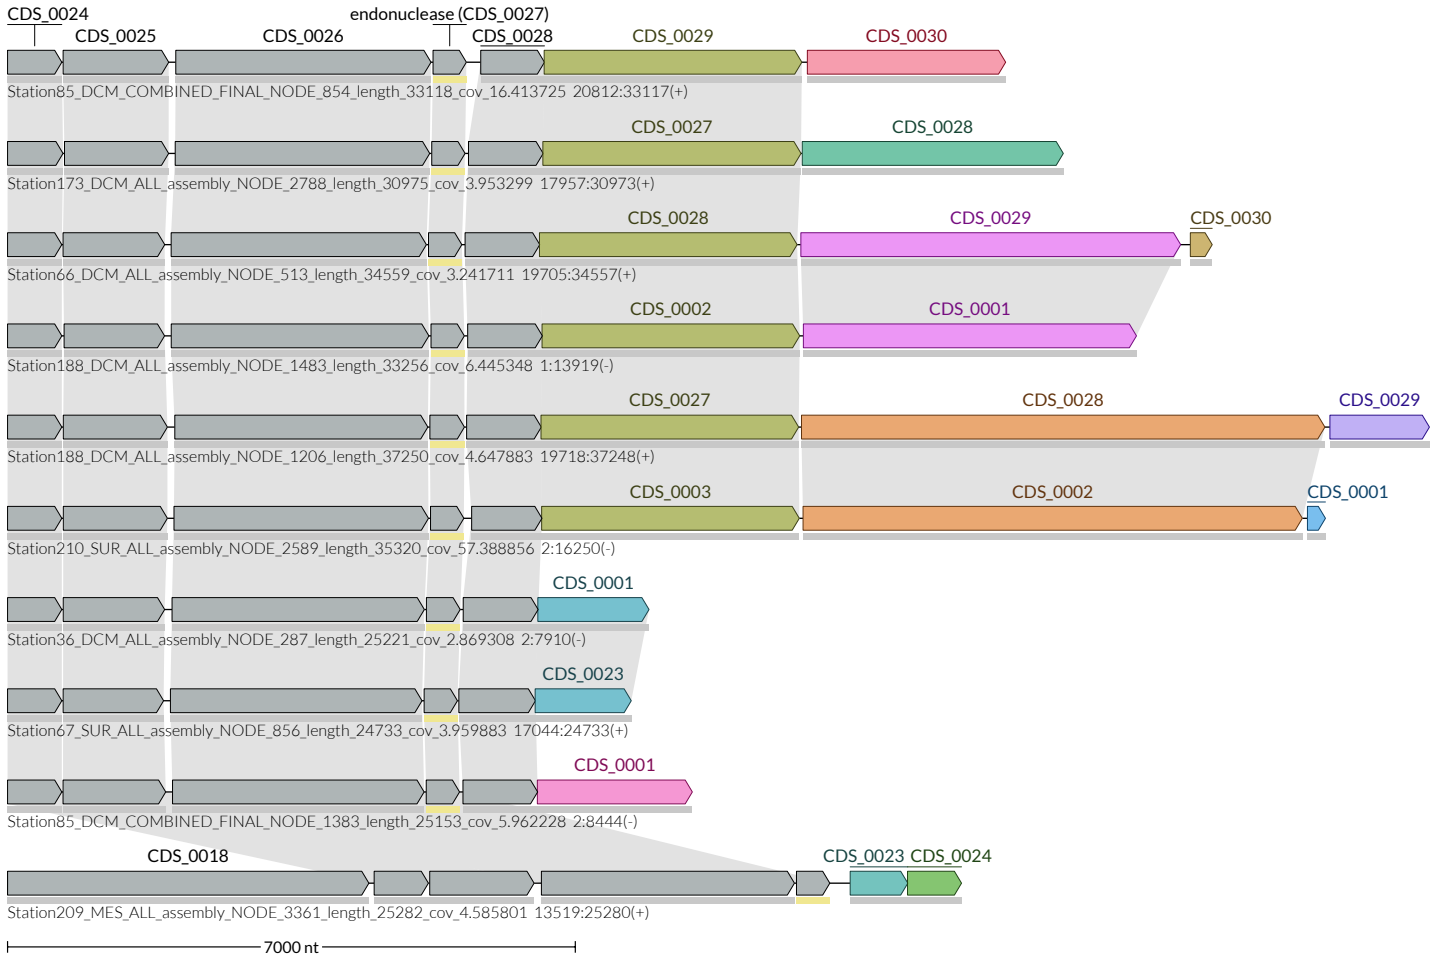 CDS_0024 endonuclease (CDS_0027)
CDS_0025 CDS_0026 CDS_0028 CDS_0029 CDS_0030
Station85_DCM_COMBINED_FINAL_NODE_854_length_33118_cov_16.413725 20812:33117(+)
CDS_0027 CDS_0028
Station173_DCM_ALL_assembly_NODE_2788_length_30975_cov_3.953299 17957:30973(+)
CDS_0028 CDS_0029 CDS_0030
Station66_DCM_ALL_assembly_NODE_513_length_34559_cov_3.241711 19705:34557(+)
CDS_0002 CDS_0001
Station188_DCM_ALL_assembly_NODE_1483_length_33256_cov_6.445348 1:13919(-)
CDS_0027 CDS_0028 CDS_0029
Station188_DCM_ALL_assembly_NODE_1206_length_37250_cov_4.647883 19718:37248(+)
CDS_0003 CDS_0002 CDS_0001
Station210_SUR_ALL_assembly_NODE_2589_length_35320_cov_57.388856 2:16250(-)
CDS_0001
Station36_DCM_ALL_assembly_NODE_287_length_25221_cov_2.869308 2:7910(-)
CDS_0023
Station67_SUR_ALL_assembly_NODE_856_length_24733_cov_3.959883 17044:24733(+)
CDS_0001
Station85_DCM_COMBINED_FINAL_NODE_1383_length_25153_cov_5.962228 2:8444(-)
CDS_0018 CDS_0023 CDS_0024
Station209_MES_ALL_assembly_NODE_3361_length_25282_cov_4.585801 13519:25280(+)
7000 nt